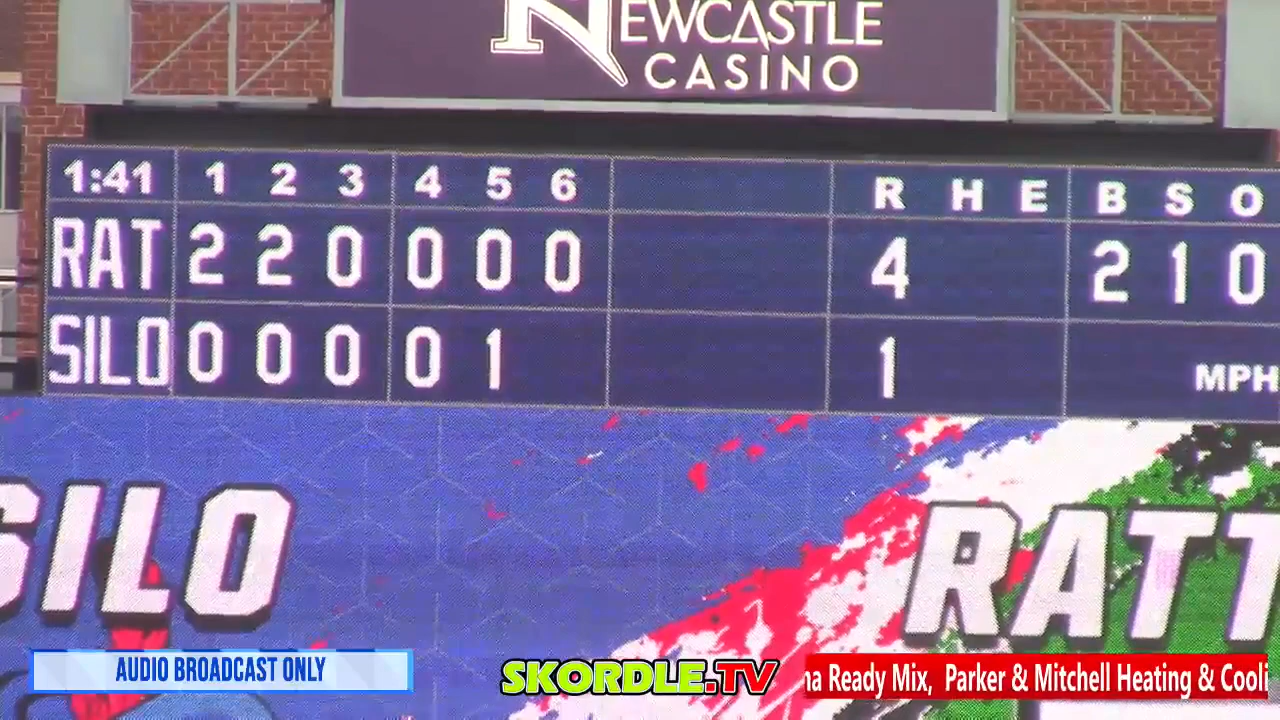 NEWCASTLE
CASINO
1:41 1 2 3 4 5 6 R H E B S O
RAT 2 2 0 0 0 0 4 2 1 0
SILO 0 0 0 0 1 1 MPH
SILO RATT
AUDIO BROADCAST ONLY SKORDLE.TV na Ready Mix, Parker & Mitchell Heating & Cooli